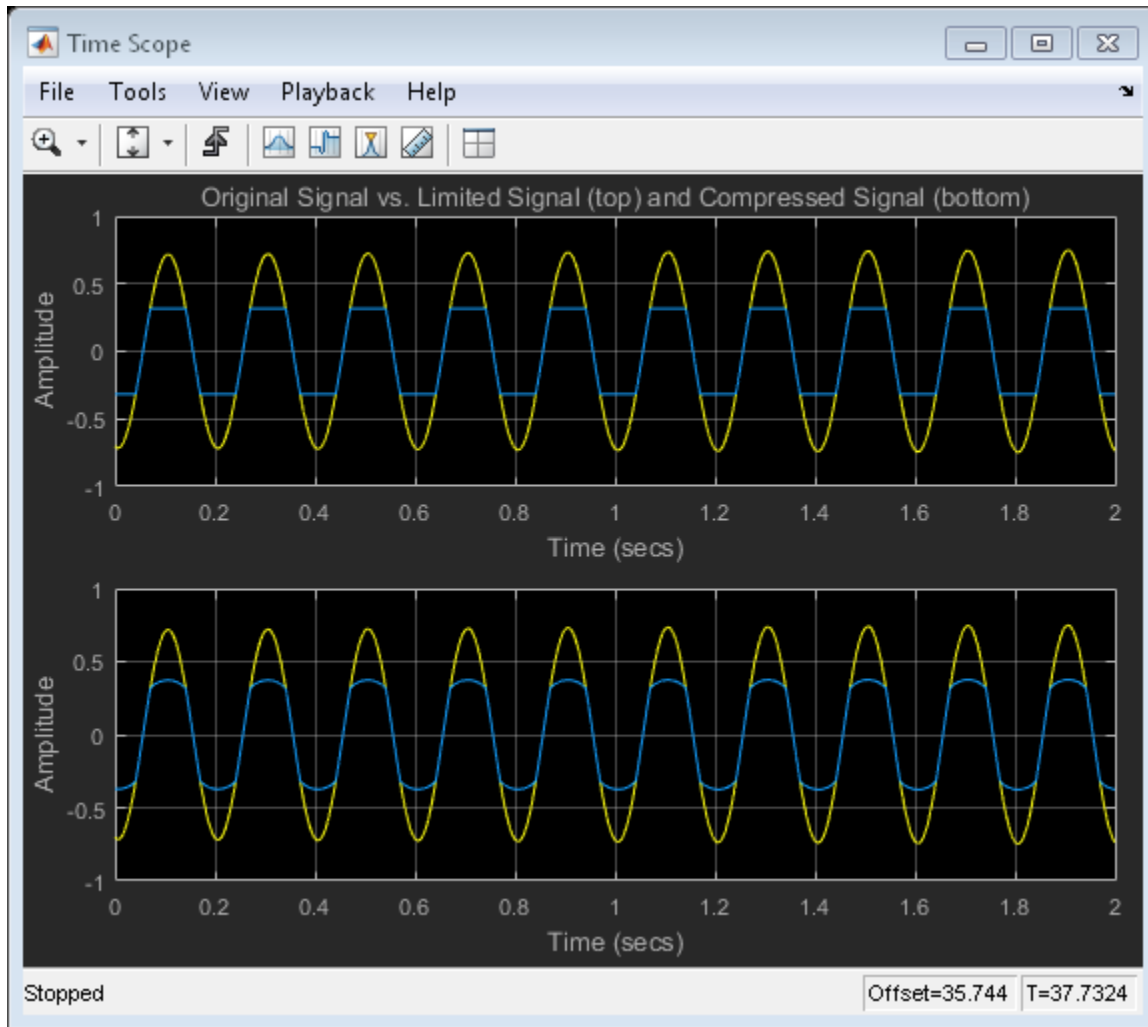 Time Scope
File Tools View Playback Help
Original Signal vs. Limited Signal (top) and Compressed Signal (bottom)
1
0.5
0
-0.5
-1
Amplitude
0 0.2 0.4 0.6 0.8 1 1.2 1.4 1.6 1.8 2
Time (secs)
1
0.5
0
-0.5
-1
Amplitude
0 0.2 0.4 0.6 0.8 1 1.2 1.4 1.6 1.8 2
Time (secs)
Stopped Offset=35.744 T=37.7324